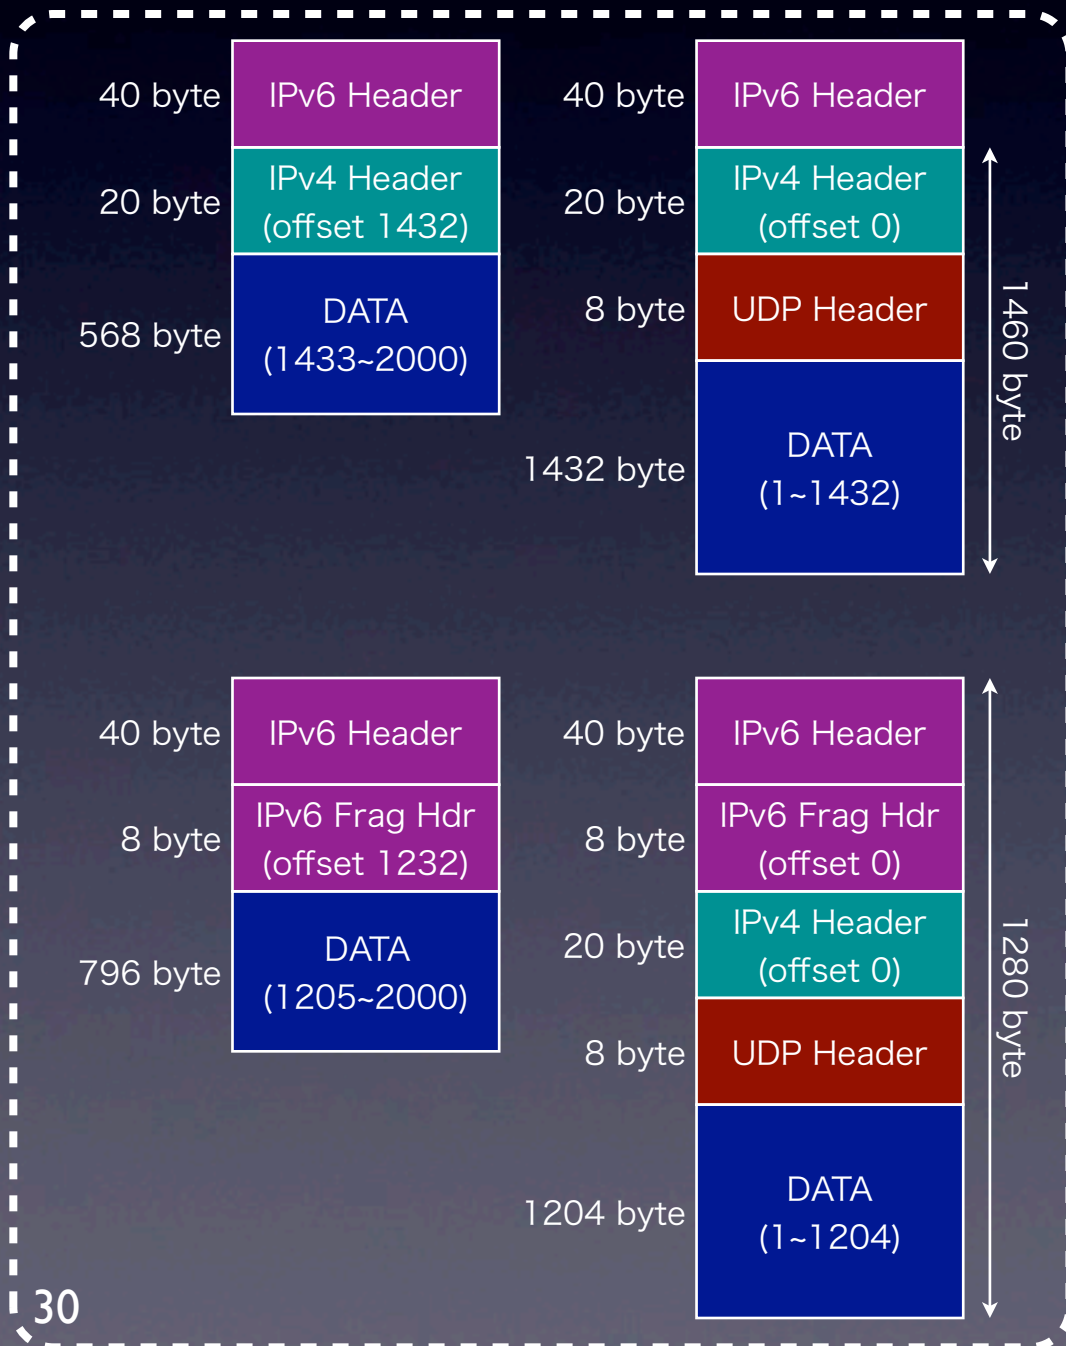 40 byte
IPv6 Header
20 byte
IPv4 Header
(offset 1432)
568 byte
DATA
(1433~2000)
40 byte
IPv6 Header
20 byte
IPv4 Header
(offset 0)
8 byte
UDP Header
1432 byte
DATA
(1~1432)
1460 byte
40 byte
IPv6 Header
8 byte
IPv6 Frag Hdr
(offset 1232)
796 byte
DATA
(1205~2000)
40 byte
IPv6 Header
8 byte
IPv6 Frag Hdr
(offset 0)
20 byte
IPv4 Header
(offset 0)
8 byte
UDP Header
1204 byte
DATA
(1~1204)
1280 byte
30